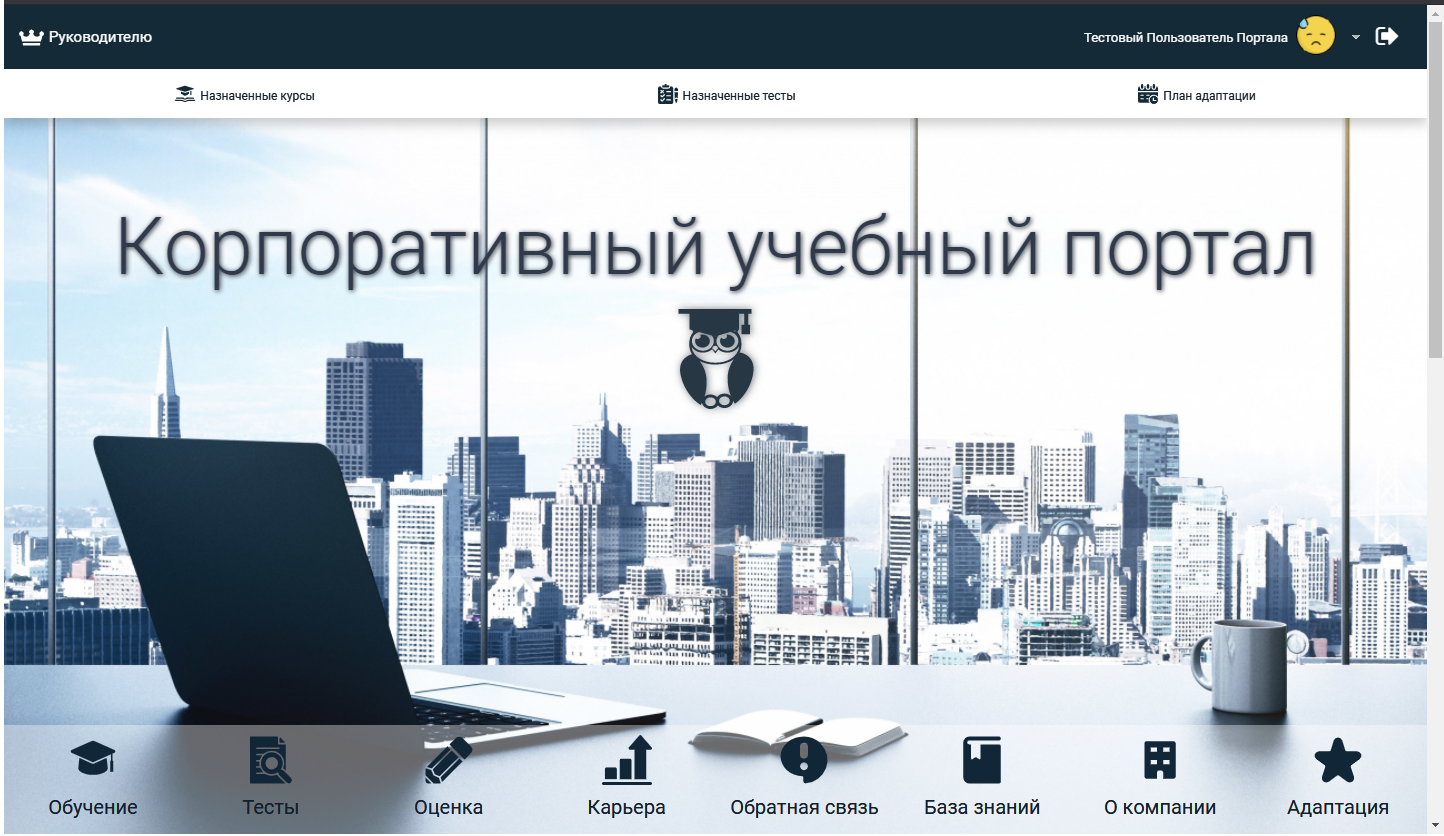 Руководителю
Тестовый Пользователь Портала
Назначенные курсы
Назначенные тесты
План адаптации
Корпоративный учебный портал
Обучение
Тесты
Оценка
Карьера
Обратная связь
База знаний
О компании
Адаптация